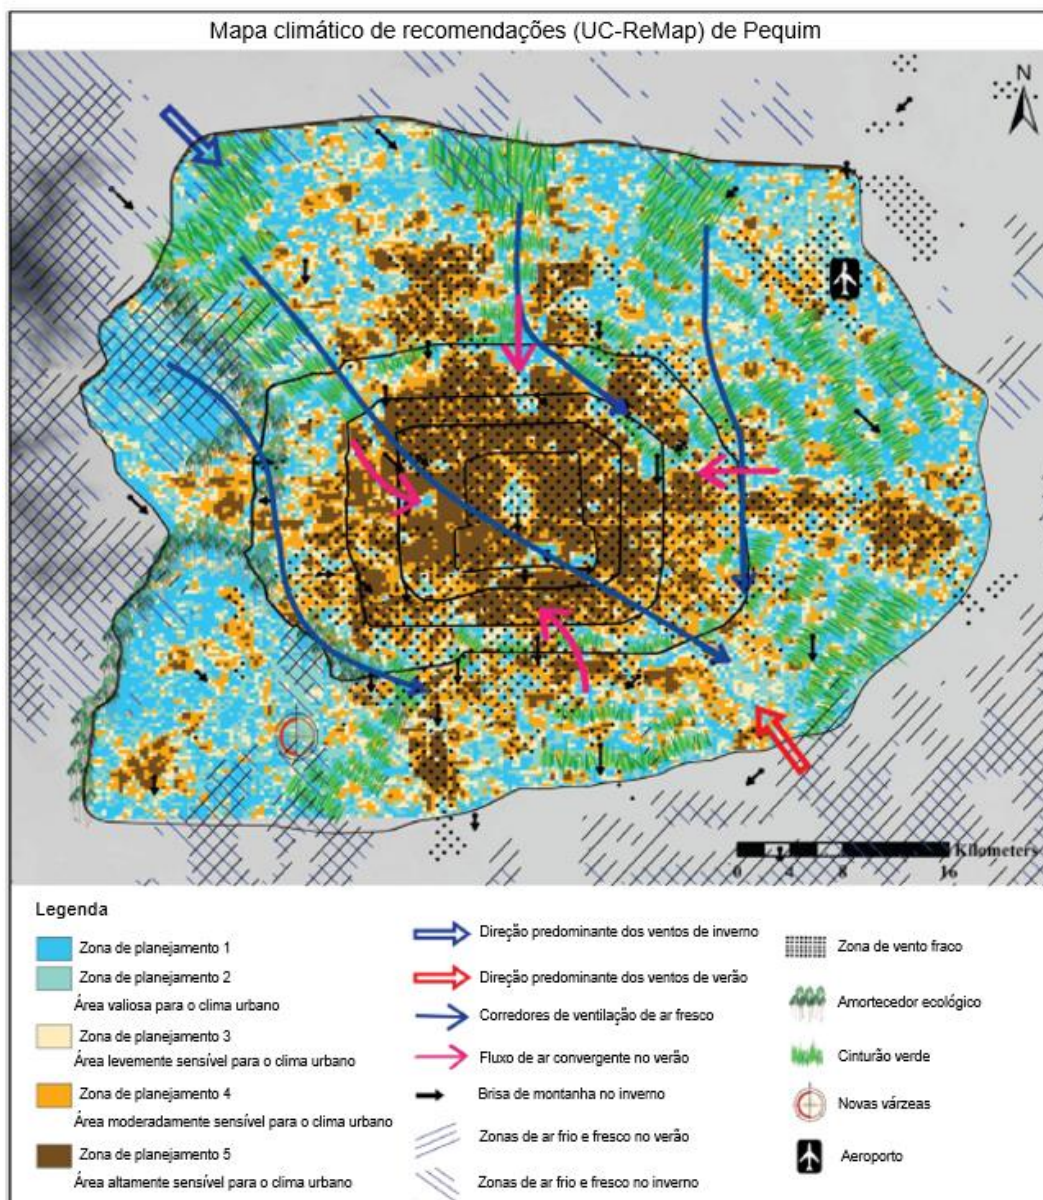 Mapa climático de recomendações (UC-ReMap) de Pequim
N
Kilometers
0 4 8 16
Legenda
Zona de planejamento 1
Zona de planejamento 2
Área valiosa para o clima urbano
Zona de planejamento 3
Área levemente sensível para o clima urbano
Zona de planejamento 4
Área moderadamente sensível para o clima urbano
Zona de planejamento 5
Área altamente sensível para o clima urbano
Direção predominante dos ventos de inverno
Direção predominante dos ventos de verão
Corredores de ventilação de ar fresco
Fluxo de ar convergente no verão
Brisa de montanha no inverno
Zonas de ar frio e fresco no verão
Zonas de ar frio e fresco no inverno
Zona de vento fraco
Amortecedor ecológico
Cinturão verde
Novas várzeas
Aeroporto